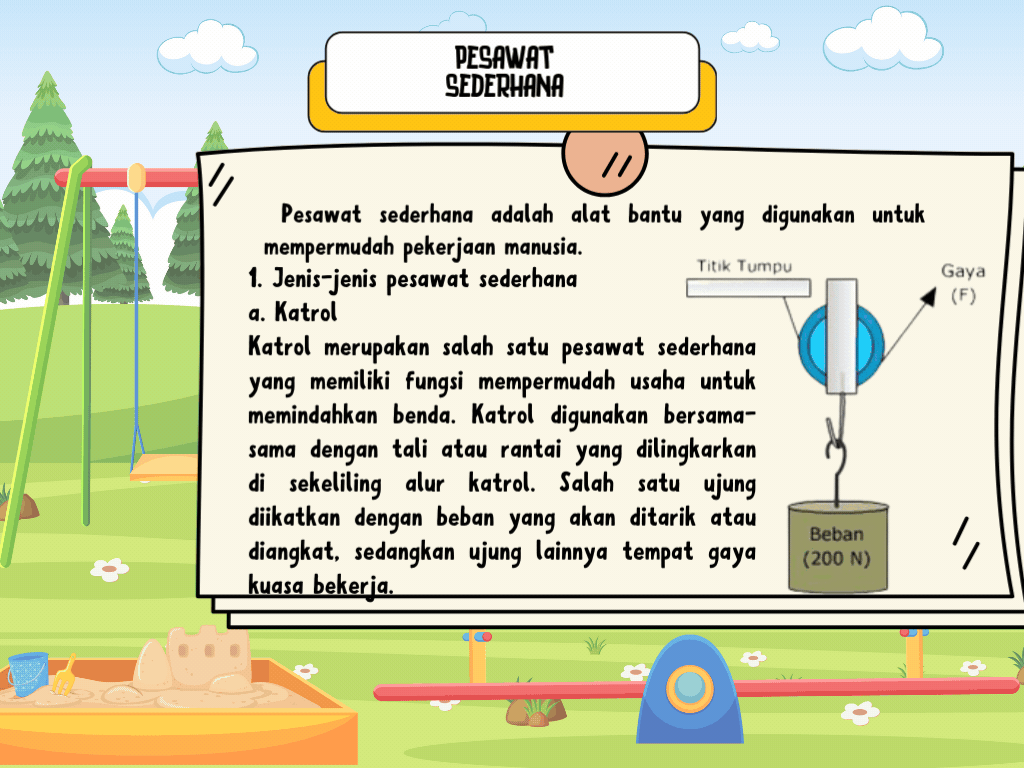 PESAWAT
SEDERHANA
Pesawat sederhana adalah alat bantu yang digunakan untuk
mempermudah pekerjaan manusia.
1. Jenis-jenis pesawat sederhana
a. Katrol
Katrol merupakan salah satu pesawat sederhana
yang memiliki fungsi mempermudah usaha untuk
memindahkan benda. Katrol digunakan bersama-
sama dengan tali atau rantai yang dilingkarkan
di sekeliling alur katrol. Salah satu ujung
diikatkan dengan beban yang akan ditarik atau
diangkat, sedangkan ujung lainnya tempat gaya
kuasa bekerja.
Titik Tumpu
Gaya
(F)
Beban
(200 N)